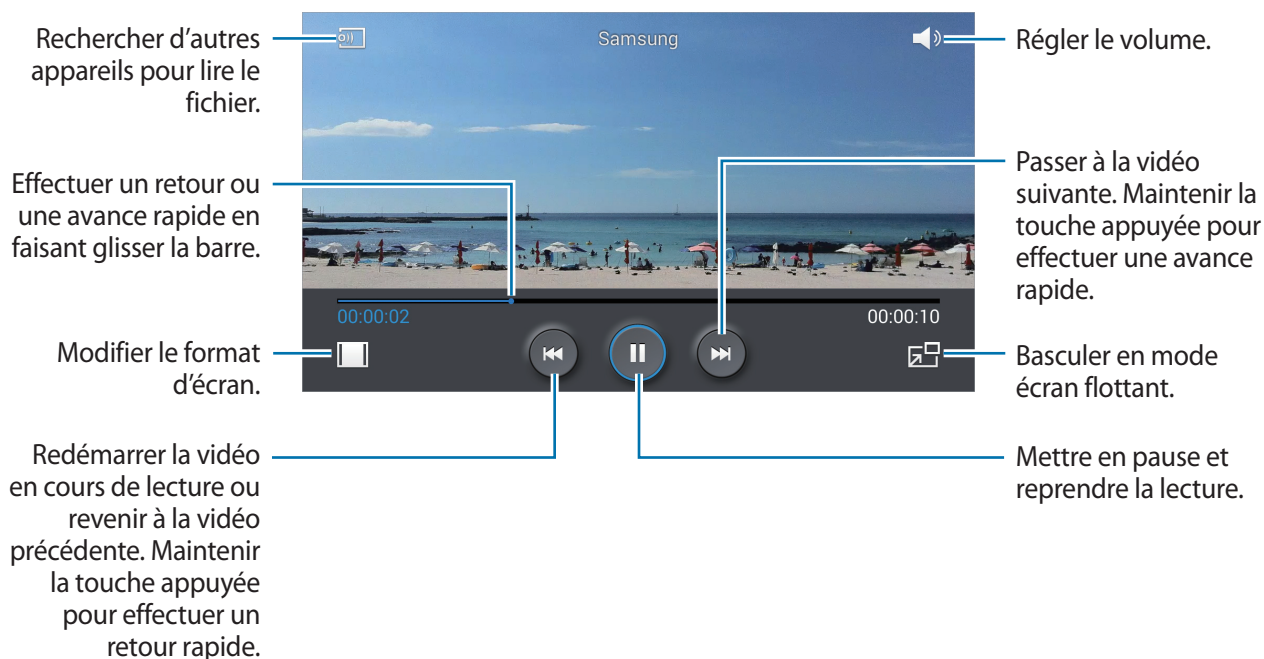 Rechercher d'autres
appareils pour lire le
fichier.
Samsung
Régler le volume.
Effectuer un retour ou
une avance rapide en
faisant glisser la barre.
Passer à la vidéo
suivante. Maintenir la
touche appuyée pour
effectuer une avance
rapide.
00:00:02
00:00:10
Modifier le format
d'écran.
Basculer en mode
écran flottant.
Redémarrer la vidéo
en cours de lecture ou
revenir à la vidéo
précédente. Maintenir
la touche appuyée
pour effectuer un
retour rapide.
Mettre en pause et
reprendre la lecture.